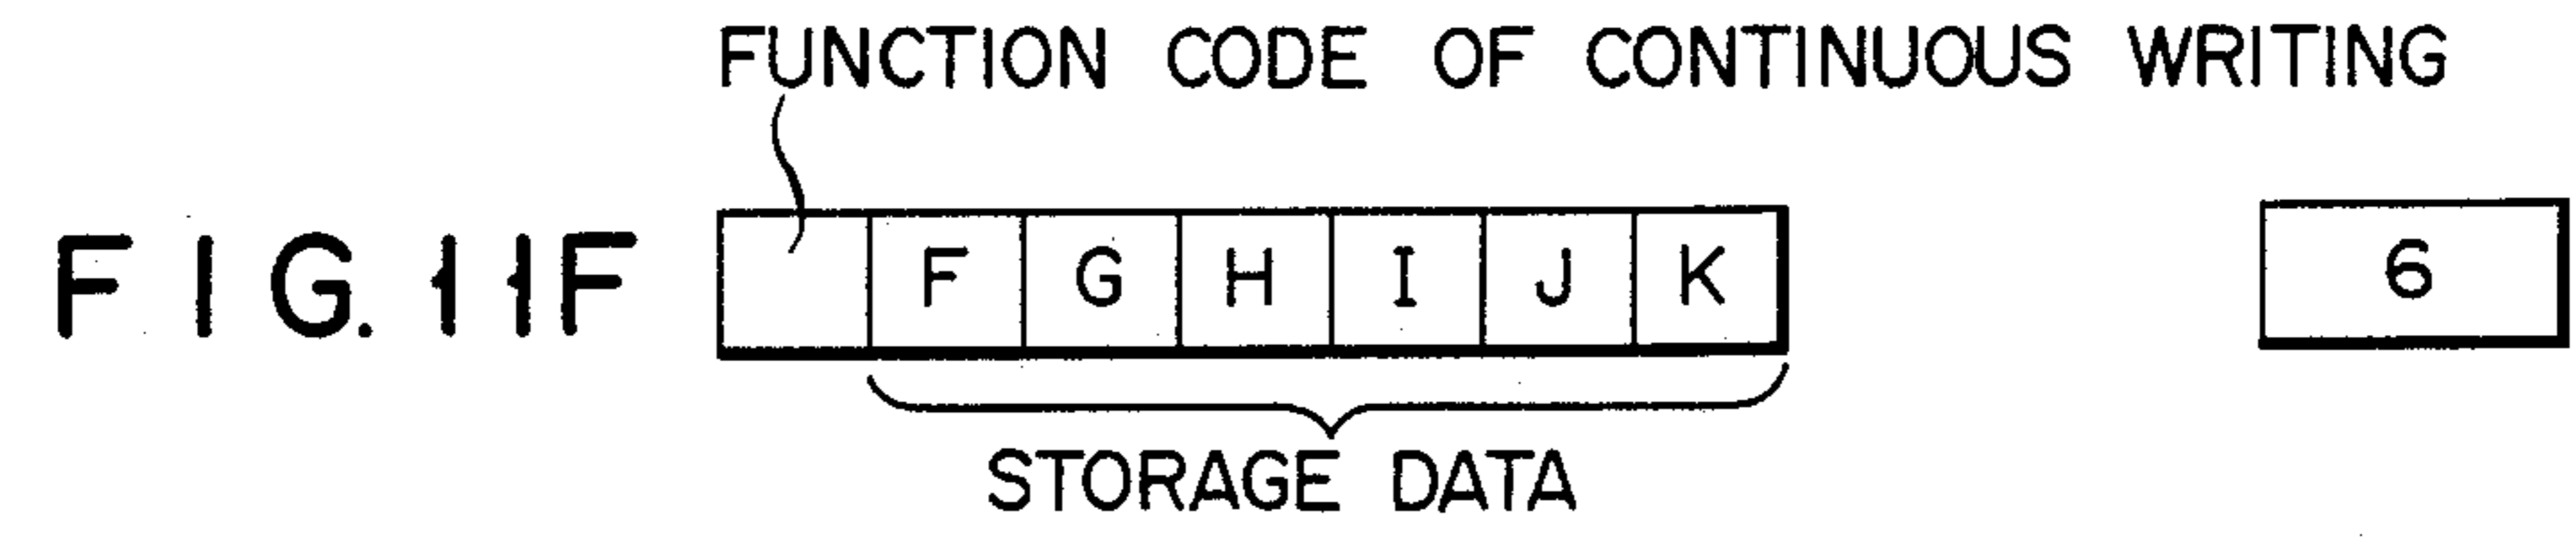 FUNCTION CODE OF CONTINUOUS WRITING
FIG. 11F F G H I J K 6
STORAGE DATA